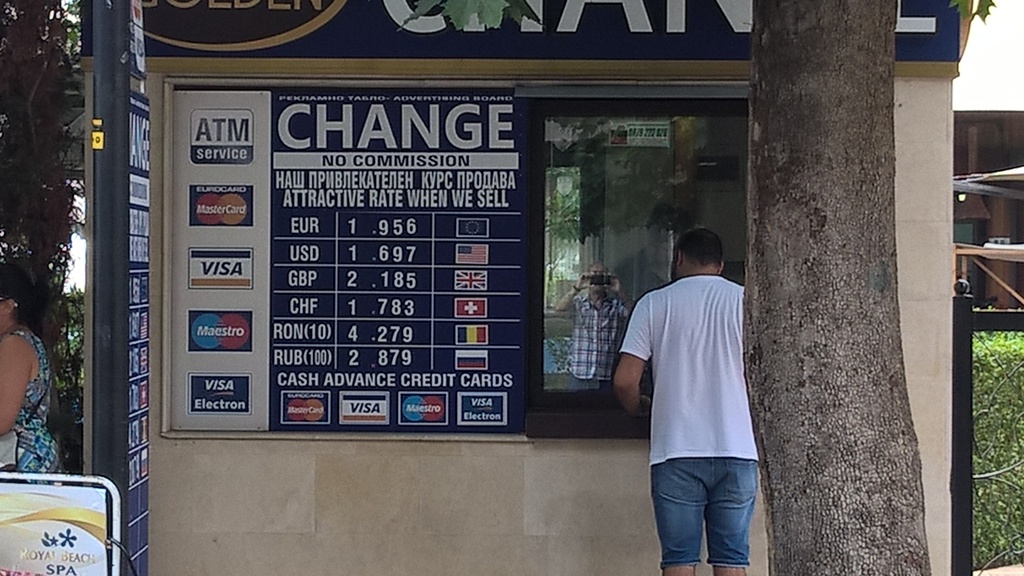 GOLDEN
CHANGE
РЕКЛАМНО ТАБЛО- ADVERTISING BOARD
CHANGE
NO COMMISSION
НАШ ПРИВЛЕКАТЕЛЕН КУРС ПРОДАВА
ATTRACTIVE RATE WHEN WE SELL
EUR 1 .956
USD 1 .697
GBP 2 .185
CHF 1 .783
RON(10) 4 .279
RUB(100) 2 .879
CASH ADVANCE CREDIT CARDS
EUROCARD
MasterCard
VISA
Maestro
VISA
Electron
ATM
service
EUROCARD
MasterCard
VISA
Maestro
VISA
Electron
ROYAL BEACH
SPA